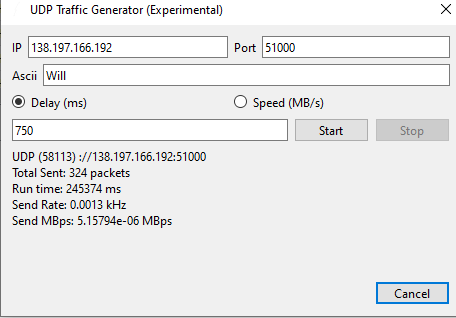 UDP Traffic Generator (Experimental)
IP 138.197.166.192 Port 51000
Ascii Will
Delay (ms) Speed (MB/s)
750 Start Stop
UDP (58113) ://138.197.166.192:51000
Total Sent: 324 packets
Run time: 245374 ms
Send Rate: 0.0013 kHz
Send MBps: 5.15794e-06 MBps
Cancel